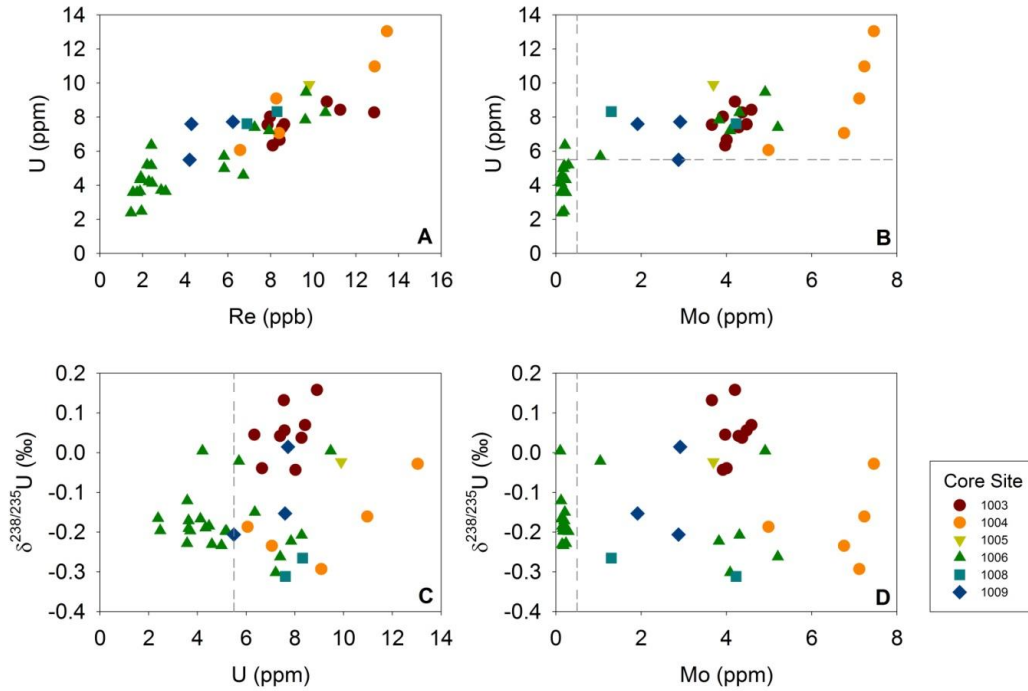 14
12
10
8
6
4
2
0
U (ppm)
0 2 4 6 8 10 12 14 16
Re (ppb)
A
14
12
10
8
6
4
2
0
U (ppm)
0 2 4 6 8
Mo (ppm)
B
0.2
0.1
0.0
-0.1
-0.2
-0.3
-0.4
δ238/235U (‰)
0 2 4 6 8 10 12 14
U (ppm)
C
0.2
0.1
0.0
-0.1
-0.2
-0.3
-0.4
δ238/235U (‰)
0 2 4 6 8
Mo (ppm)
D
Core Site
1003
1004
1005
1006
1008
1009